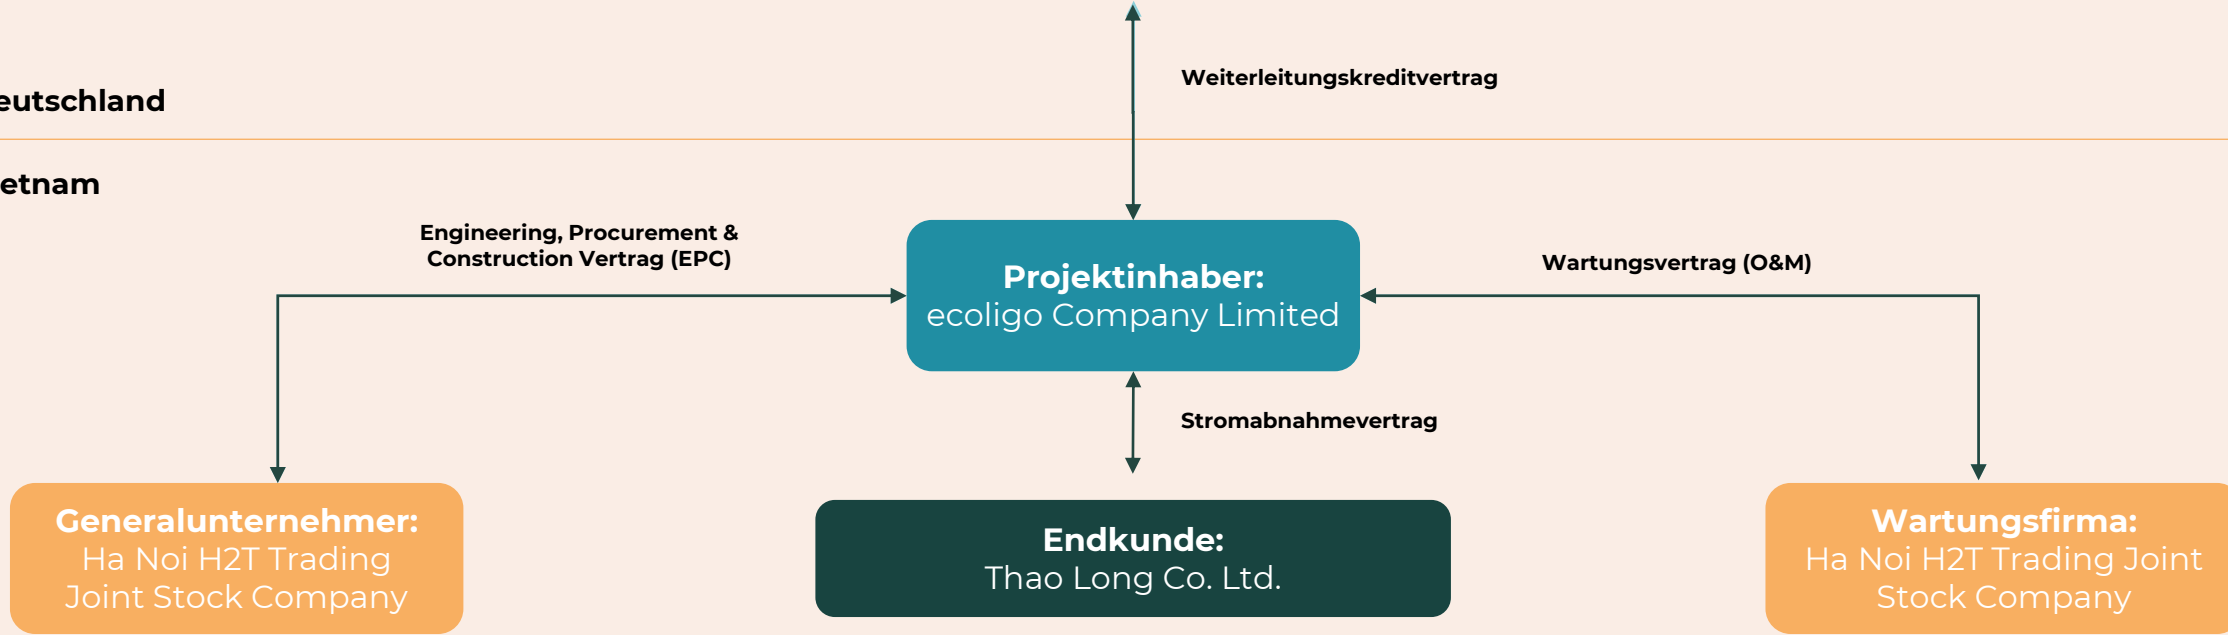 Weiterleitungskreditvertrag
eutschland
etnam
Engineering, Procurement &
Construction Vertrag (EPC)
Projektinhaber:
ecoligo Company Limited
Wartungsvertrag (O&M)
Stromabnahmevertrag
Generalunternehmer:
Ha Noi H2T Trading
Joint Stock Company
Endkunde:
Thao Long Co. Ltd.
Wartungsfirma:
Ha Noi H2T Trading Joint
Stock Company